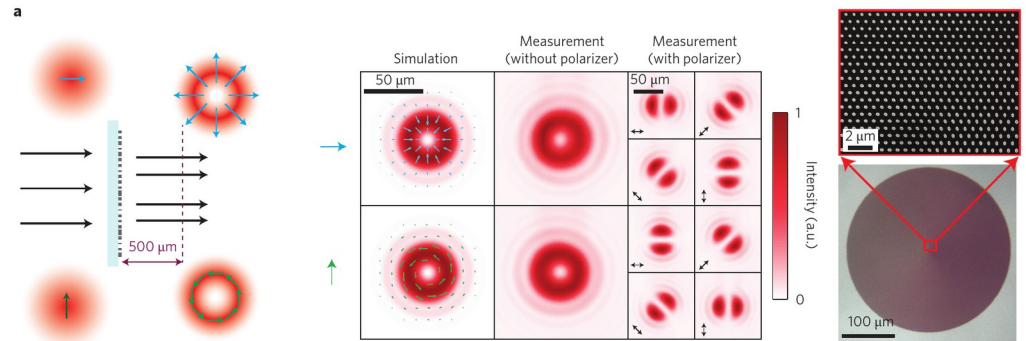 a
500 μm
Simulation
Measurement
(without polarizer)
Measurement
(with polarizer)
50 μm
50 μm
1
Intensity (a.u.)
0
2 μm
100 μm